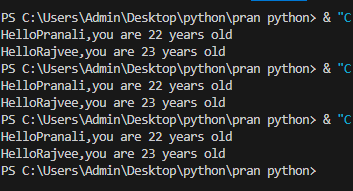 PS C:\Users\Admin\Desktop\python\pran python> & "C
HelloPranali,you are 22 years old
HelloRajvee,you are 23 years old
PS C:\Users\Admin\Desktop\python\pran python> & "C
HelloPranali,you are 22 years old
HelloRajvee,you are 23 years old
PS C:\Users\Admin\Desktop\python\pran python> & "C
HelloPranali,you are 22 years old
HelloRajvee,you are 23 years old
PS C:\Users\Admin\Desktop\python\pran python>